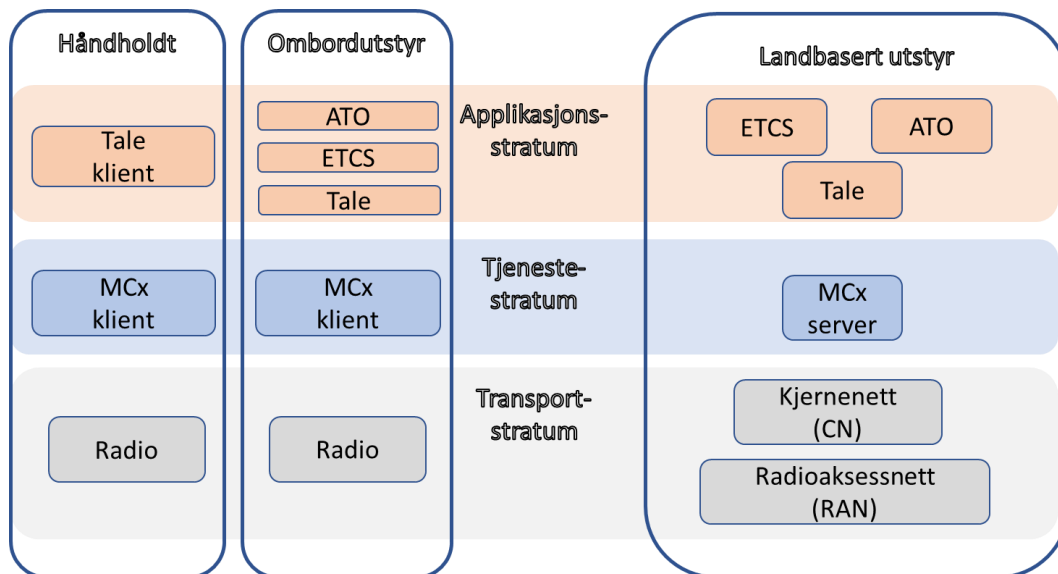 Håndholdt
Ombordutstyr
Landbasert utstyr
Applikasjons-
stratum
Tale
klient
ATO
ETCS
Tale
ETCS
ATO
Tale
Tjeneste-
stratum
MCx
klient
MCx
klient
MCx
server
Transport-
stratum
Radio
Radio
Kjernenett
(CN)
Radioaksessnett
(RAN)